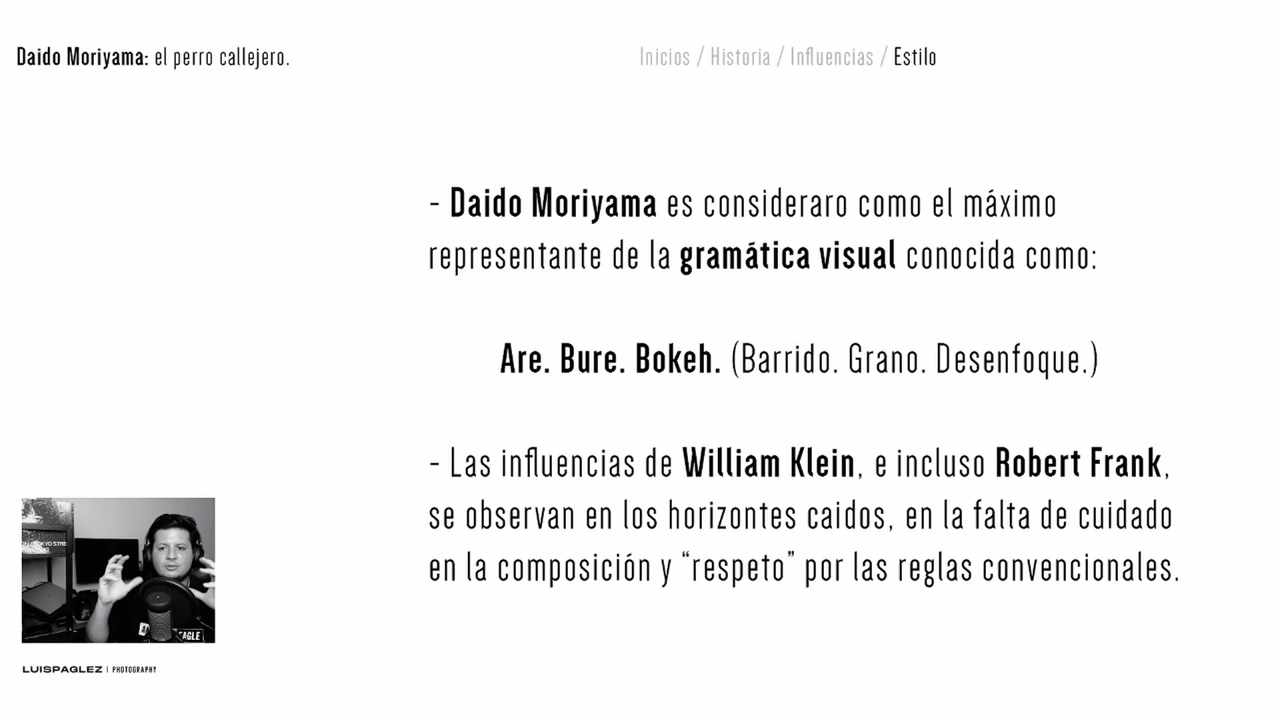 Daido Moriyama: el perro callejero.
Inicios / Historia / Influencias / Estilo
- Daido Moriyama es consideraro como el máximo
representante de la gramática visual conocida como:
Are. Bure. Bokeh. (Barrido. Grano. Desenfoque.)
- Las influencias de William Klein, e incluso Robert Frank,
se observan en los horizontes caidos, en la falta de cuidado
en la composición y “respeto” por las reglas convencionales.
LUISPAGLEZ | PHOTOGRAPHY